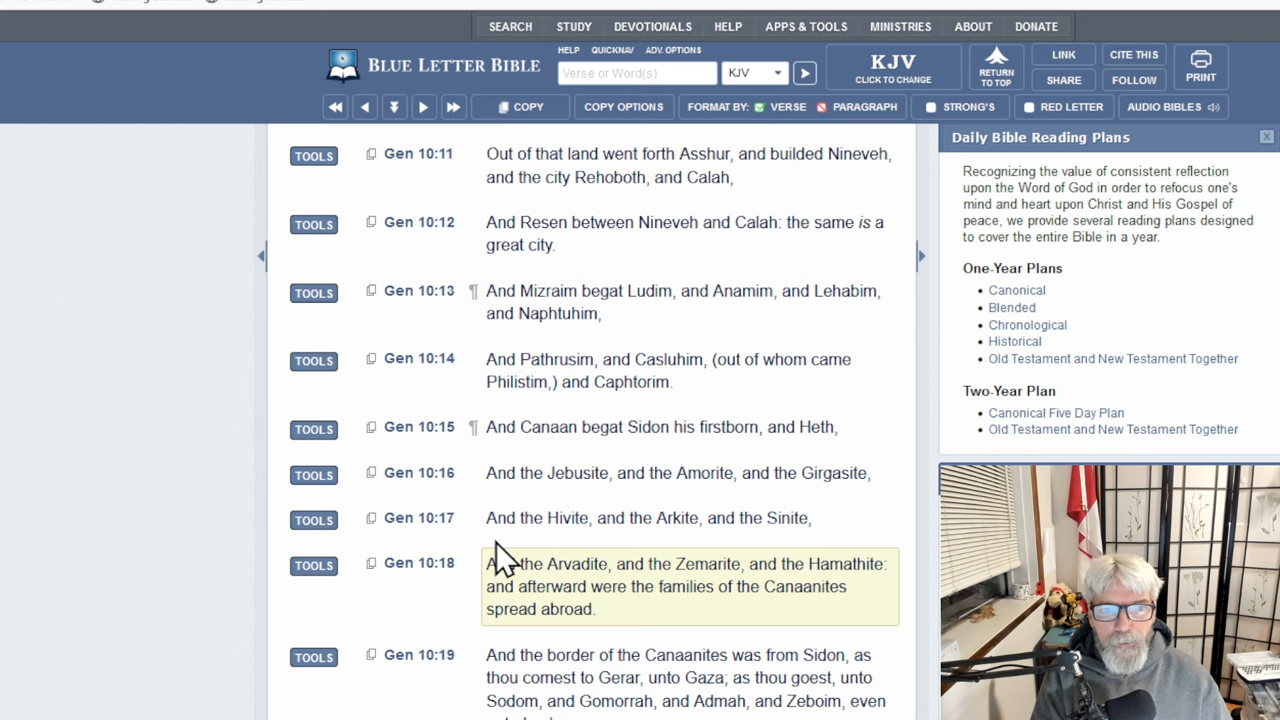 SEARCH STUDY DEVOTIONALS HELP APPS & TOOLS MINISTRIES ABOUT DONATE
BLUE LETTER BIBLE
HELP QUICKNAV ADV. OPTIONS
Verse or Word(s) KJV
KJV
CLICK TO CHANGE
RETURN
TO TOP
LINK CITE THIS
SHARE FOLLOW
PRINT
COPY COPY OPTIONS FORMAT BY: VERSE PARAGRAPH STRONG'S RED LETTER AUDIO BIBLES
TOOLS Gen 10:11 Out of that land went forth Asshur, and builded Nineveh,
and the city Rehoboth, and Calah,
TOOLS Gen 10:12 And Resen between Nineveh and Calah: the same is a
great city.
TOOLS Gen 10:13 ¶ And Mizraim begat Ludim, and Anamim, and Lehabim,
and Naphtuhim,
TOOLS Gen 10:14 And Pathrusim, and Casluhim, (out of whom came
Philistim,) and Caphtorim.
TOOLS Gen 10:15 ¶ And Canaan begat Sidon his firstborn, and Heth,
TOOLS Gen 10:16 And the Jebusite, and the Amorite, and the Girgasite,
TOOLS Gen 10:17 And the Hivite, and the Arkite, and the Sinite,
TOOLS Gen 10:18 And the Arvadite, and the Zemarite, and the Hamathite:
and afterward were the families of the Canaanites
spread abroad.
TOOLS Gen 10:19 And the border of the Canaanites was from Sidon, as
thou comest to Gerar, unto Gaza; as thou goest, unto
Sodom, and Gomorrah, and Admah, and Zeboim, even
Daily Bible Reading Plans
Recognizing the value of consistent reflection
upon the Word of God in order to refocus one's
mind and heart upon Christ and His Gospel of
peace, we provide several reading plans designed
to cover the entire Bible in a year.
One-Year Plans
Canonical
Blended
Chronological
Historical
Old Testament and New Testament Together
Two-Year Plan
Canonical Five Day Plan
Old Testament and New Testament Together